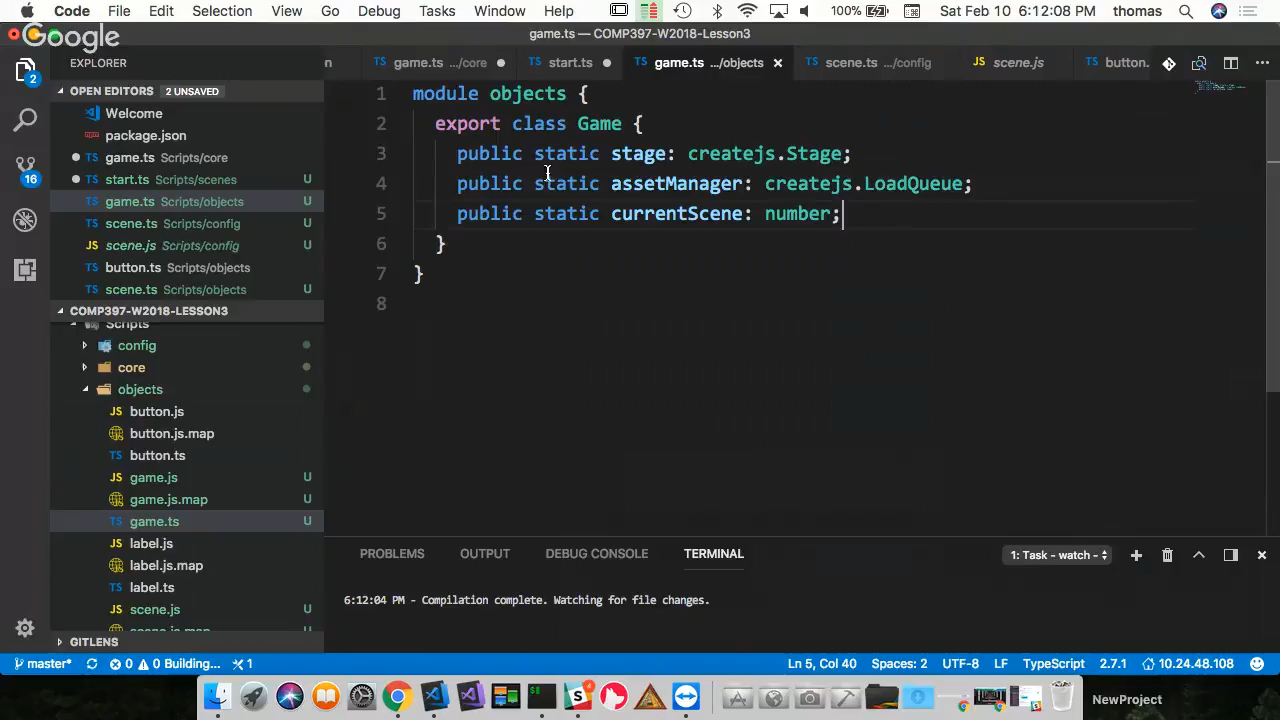 Code File Edit Selection View Go Debug Tasks Window Help 100% Sat Feb 10 6:12:08 PM thomas
Google
game.ts — COMP397-W2018-Lesson3
EXPLORER
n game.ts .../core start.ts game.ts .../objects scene.ts .../config scene.js button.
OPEN EDITORS 2 UNSAVED
Welcome
package.json
game.ts Scripts/core
start.ts Scripts/scenes U
game.ts Scripts/objects U
scene.ts Scripts/config U
scene.js Scripts/config U
button.ts Scripts/objects
scene.ts Scripts/objects U
2
16
COMP397-W2018-LESSON3
Scripts
config
core
objects
button.js
button.js.map
button.ts
game.js U
game.js.map U
game.ts U
label.js
label.js.map
label.ts
scene.js U
scene.js.map U
GITLENS
1 module objects {
2 export class Game {
3 public static stage: createjs.Stage;
4 public static assetManager: createjs.LoadQueue;
5 public static currentScene: number;
6 }
7 }
8
PROBLEMS OUTPUT DEBUG CONSOLE TERMINAL 1: Task - watch -
6:12:04 PM - Compilation complete. Watching for file changes.
master* 0 0 Building... 1 Ln 5, Col 40 Spaces: 2 UTF-8 LF TypeScript 2.7.1 10.24.48.108
NewProject